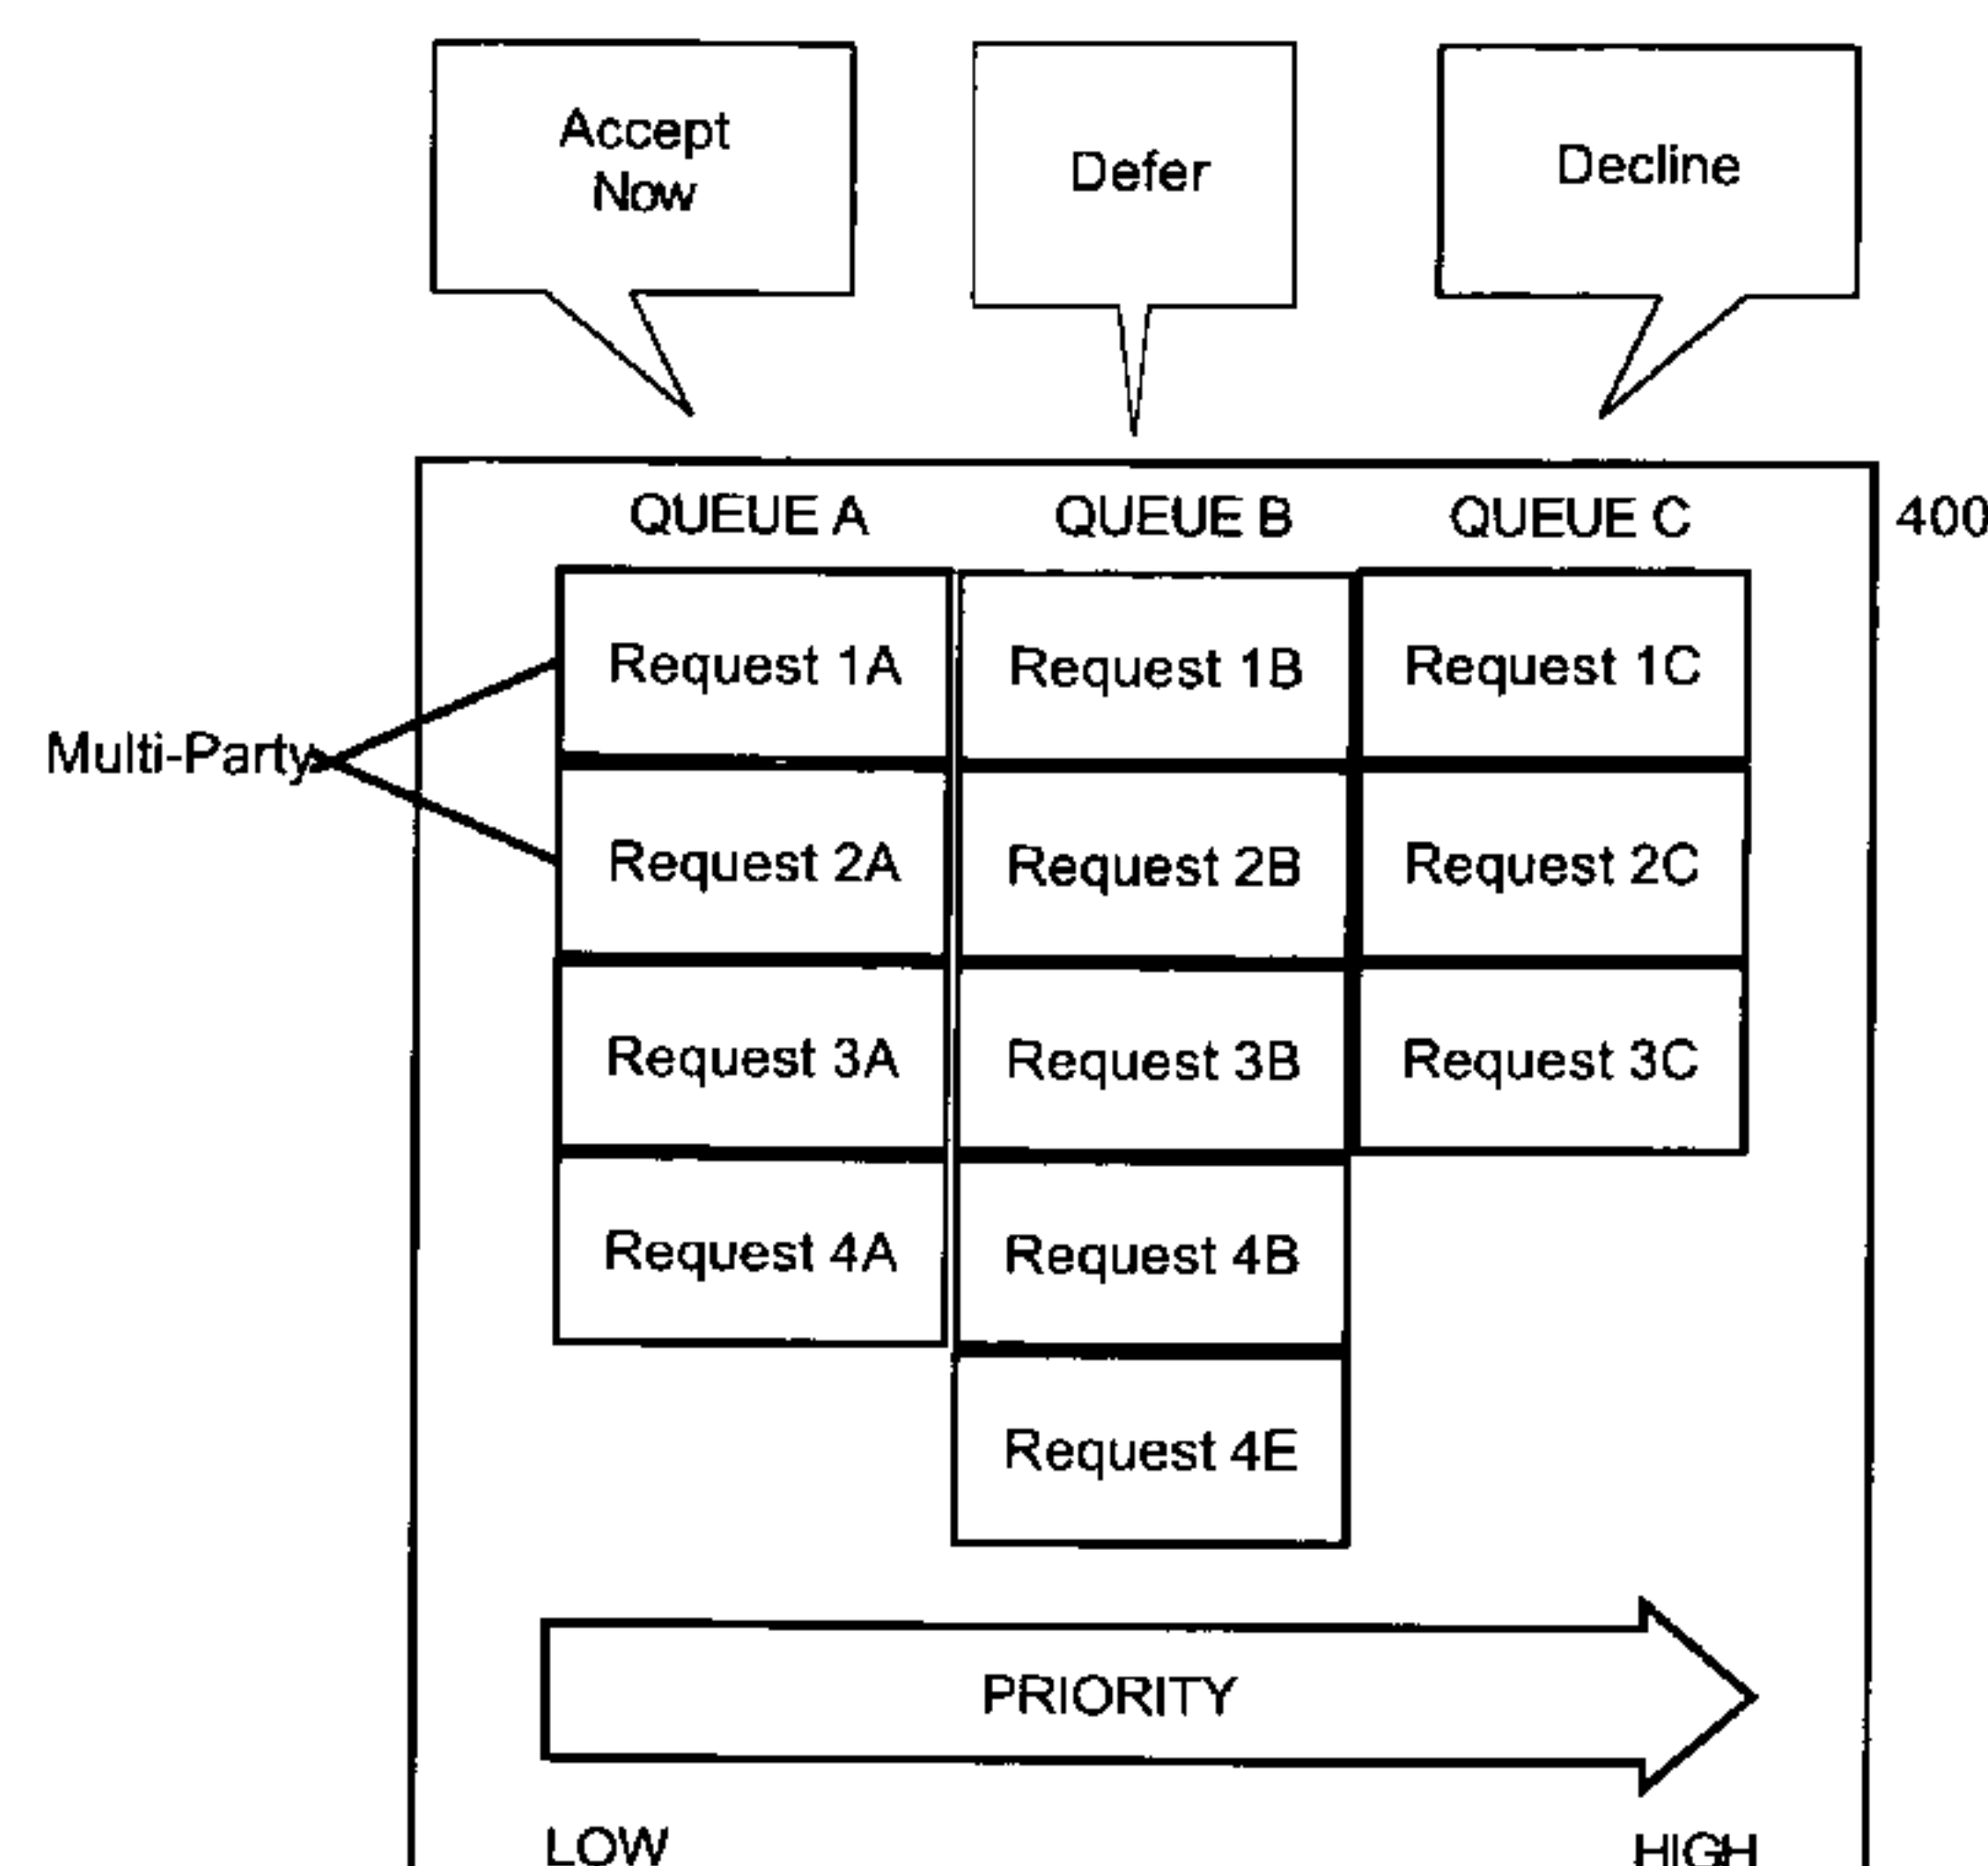 Accept
Now
Defer
Decline
QUEUE A QUEUE B QUEUE C 400
Request 1A Request 1B Request 1C
Multi-Party
Request 2A Request 2B Request 2C
Request 3A Request 3B Request 3C
Request 4A Request 4B
Request 4E
PRIORITY
LOW HIGH